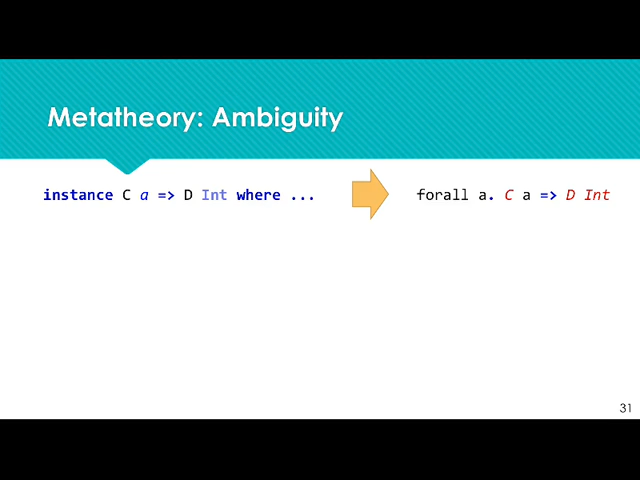 Metatheory: Ambiguity
instance C a => D Int where ...
forall a. C a => D Int
31